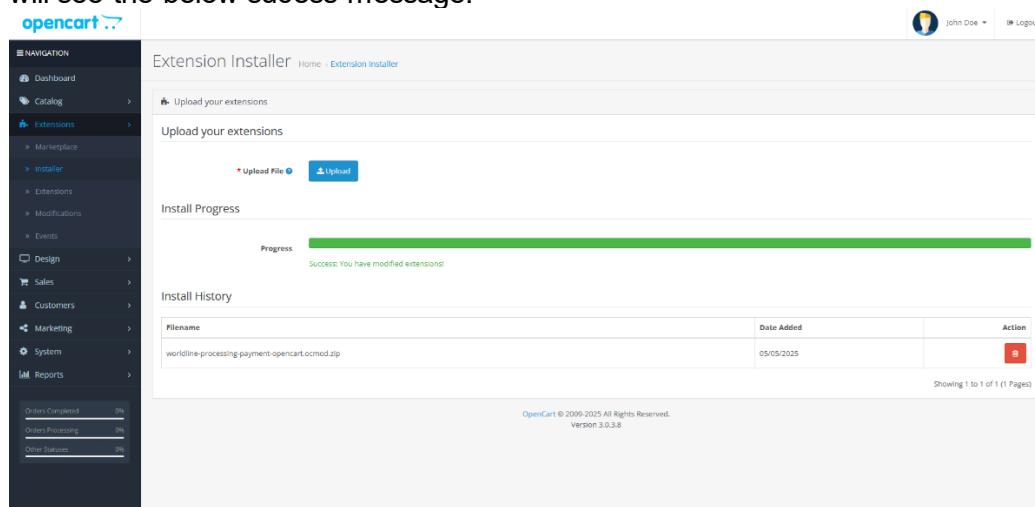 will see the below success message.
opencart
John Doe
Logou
NAVIGATION
Extension Installer Home › Extension Installer
Dashboard
Catalog
Extensions
» Marketplace
» Installer
» Extensions
» Modifications
» Events
Design
Sales
Customers
Marketing
System
Reports
Orders Completed 0%
Orders Processing 0%
Other Statuses 0%
Upload your extensions
Upload your extensions
* Upload File
Upload
Install Progress
Progress
Success: You have modified extensions!
Install History
Filename Date Added Action
worldline-processing-payment-opencart.ocmod.zip 05/05/2025
Showing 1 to 1 of 1 (1 Pages)
OpenCart © 2009-2025 All Rights Reserved.
Version 3.0.3.8